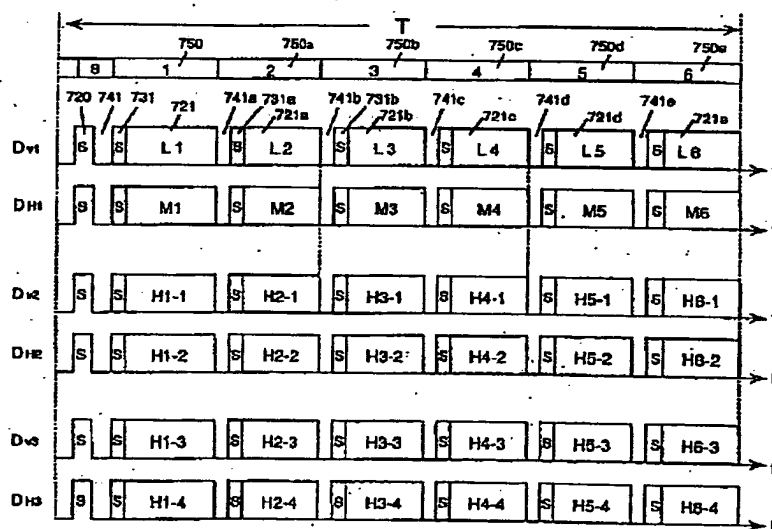 T
750 750a 750b 750c 750d 750e
S 1 2 3 4 5 6
720 741 731 721 741a 731a 721a 741b 731b 721b 741c 721c 741d 721d 741e 721e
DV1 S S L1 S L2 S L3 S L4 S L5 S L6
DH1 S S M1 S M2 S M3 S M4 S M5 S M6
DV2 S S H1-1 S H2-1 S H3-1 S H4-1 S H5-1 S H6-1
DH2 S S H1-2 S H2-2 S H3-2 S H4-2 S H5-2 S H6-2
DV3 S S H1-3 S H2-3 S H3-3 S H4-3 S H5-3 S H6-3
DH3 S S H1-4 S H2-4 S H3-4 S H4-4 S H5-4 S H6-4